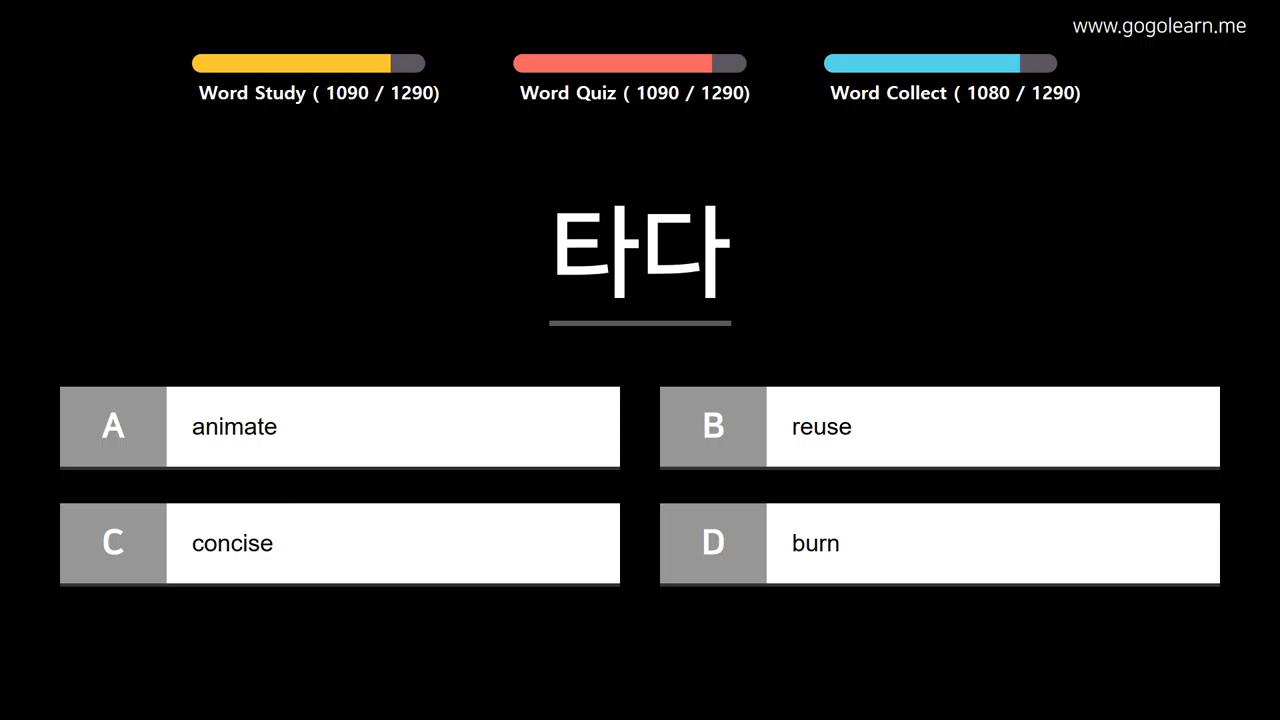 www.gogolearn.me
Word Study ( 1090 / 1290)
Word Quiz ( 1090 / 1290)
Word Collect ( 1080 / 1290)
타다
A animate
B reuse
C concise
D burn